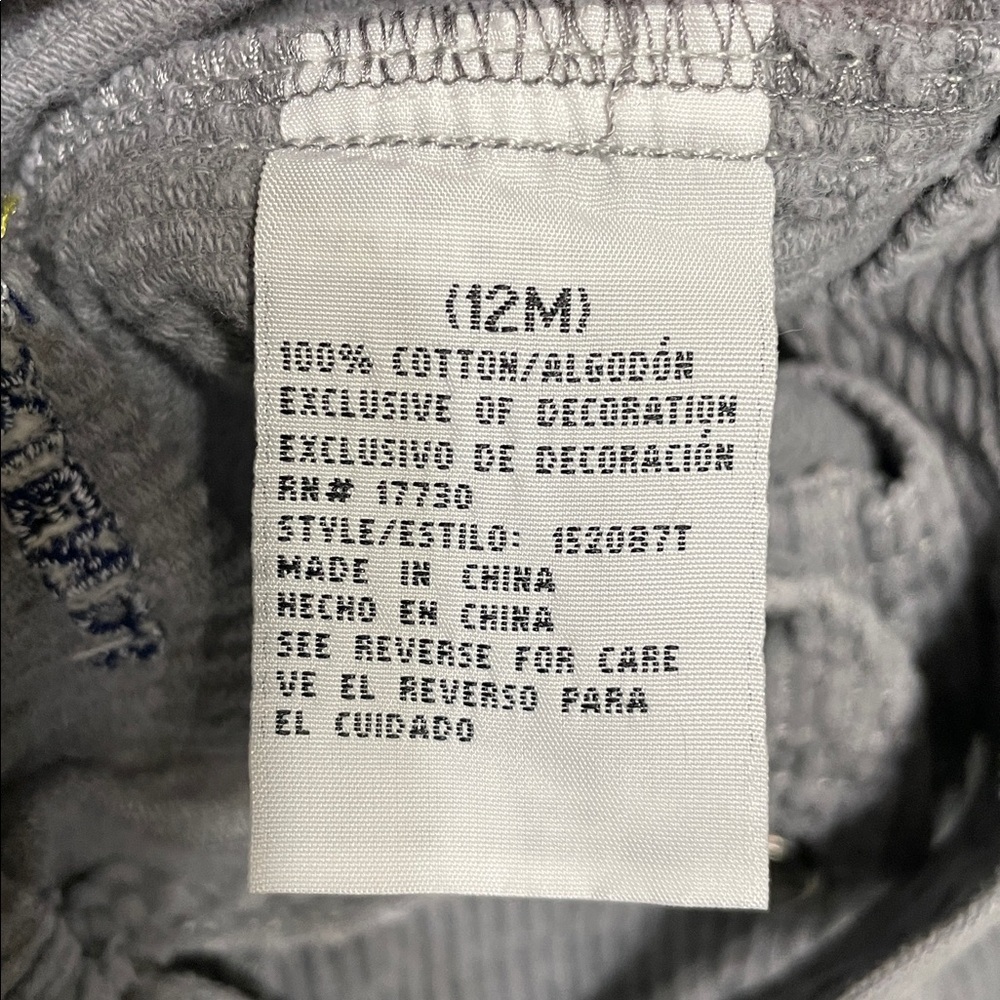 (12M)
100% COTTON/ALGODÓN
EXCLUSIVE OF DECORATION
EXCLUSIVO DE DECORACIÓN
RN# 17730
STYLE/ESTILO: 152087T
MADE IN CHINA
HECHO EN CHINA
SEE REVERSE FOR CARE
VE EL REVERSO PARA
EL CUIDADO